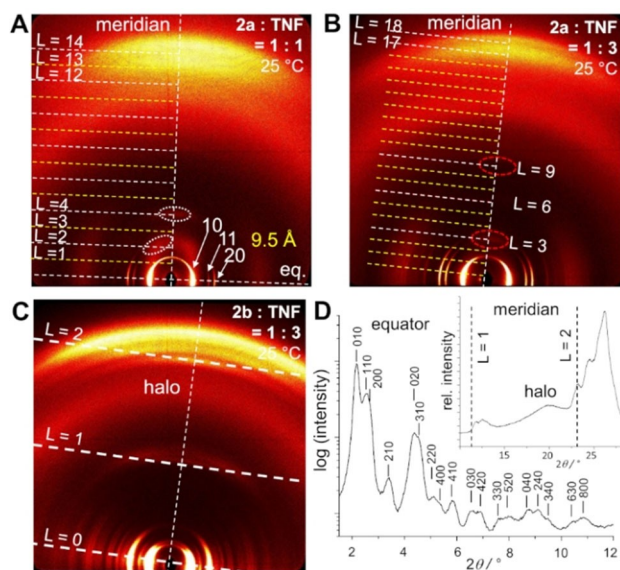 A
meridian
2a : TNF
= 1 : 1
25 °C
L = 14
L = 13
L = 12
L=4
L=3
L=2
L=1
10
11
20
9.5 Å
eq.
B
meridian
2a : TNF
= 1 : 3
25 °C
L = 18
L = 17
L = 9
L = 6
L = 3
C
2b : TNF
= 1 : 3
25 °C
L = 2
halo
L = 1
L=0
D
equator
meridian
L = 1
L = 2
halo
rel. intensity
10 15 20 25
2θ/°
log (intensity)
010
110
200
210
020
310
220
400
410
030
420
330
520
040
240
340
630
800
2 4 6 8 10 12
2θ/°